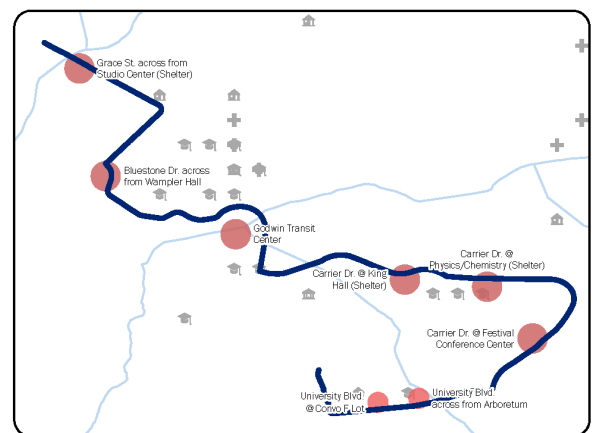 Grace St. across from
Studio Center (Shelter)
Bluestone Dr. across
from Wampler Hall
Godwin Transit
Center
Carrier Dr. @
Physics/Chemistry (Shelter)
Carrier Dr. @ King
Hall (Shelter)
Carrier Dr. @ Festival
Conference Center
University Blvd.
@ Convo F Lot
University Blvd.
across from Arboretum